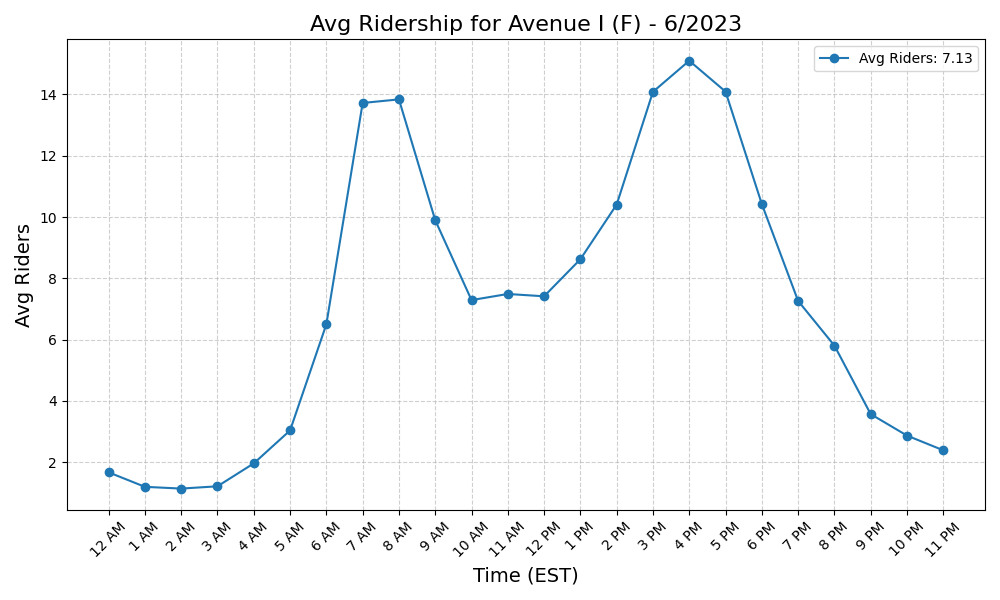 Avg Ridership for Avenue I (F) - 6/2023
Avg Riders: 7.13
Avg Riders
14
12
10
8
6
4
2
12 AM
1 AM
2 AM
3 AM
4 AM
5 AM
6 AM
7 AM
8 AM
9 AM
10 AM
11 AM
12 PM
1 PM
2 PM
3 PM
4 PM
5 PM
6 PM
7 PM
8 PM
9 PM
10 PM
11 PM
Time (EST)